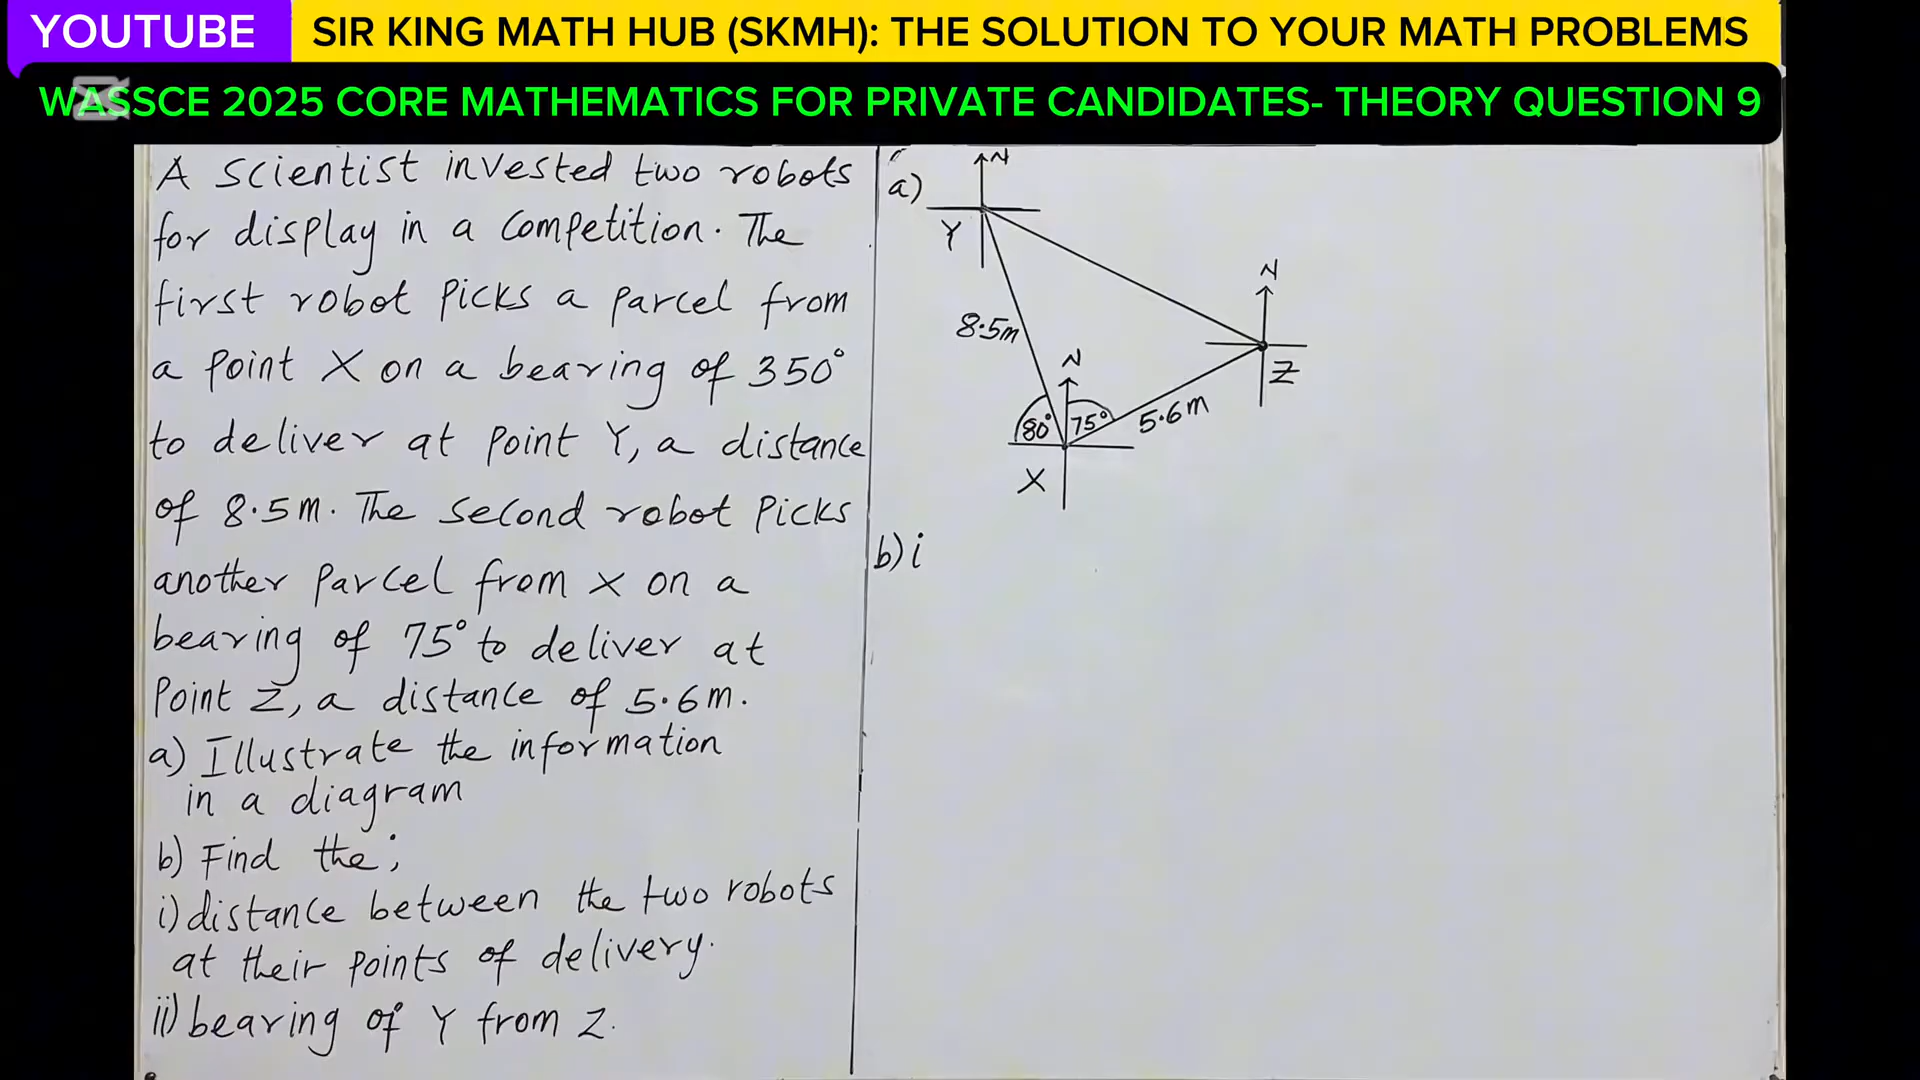 YOUTUBE
SIR KING MATH HUB (SKMH): THE SOLUTION TO YOUR MATH PROBLEMS
WASSCE 2025 CORE MATHEMATICS FOR PRIVATE CANDIDATES- THEORY QUESTION 9
A scientist invested two robots
for display in a competition. The
first robot picks a parcel from
a point X on a bearing of 350°
to deliver at point Y, a distance
of 8.5m. The second robot picks
another parcel from x on a
bearing of 75° to deliver at
point Z, a distance of 5.6m.
a) Illustrate the information
in a diagram
b) Find the;
i) distance between the two robots
at their points of delivery.
ii) bearing of Y from Z.
a)
N
Y
N
8.5m
Z
N
80°
75°
5.6m
X
b) i